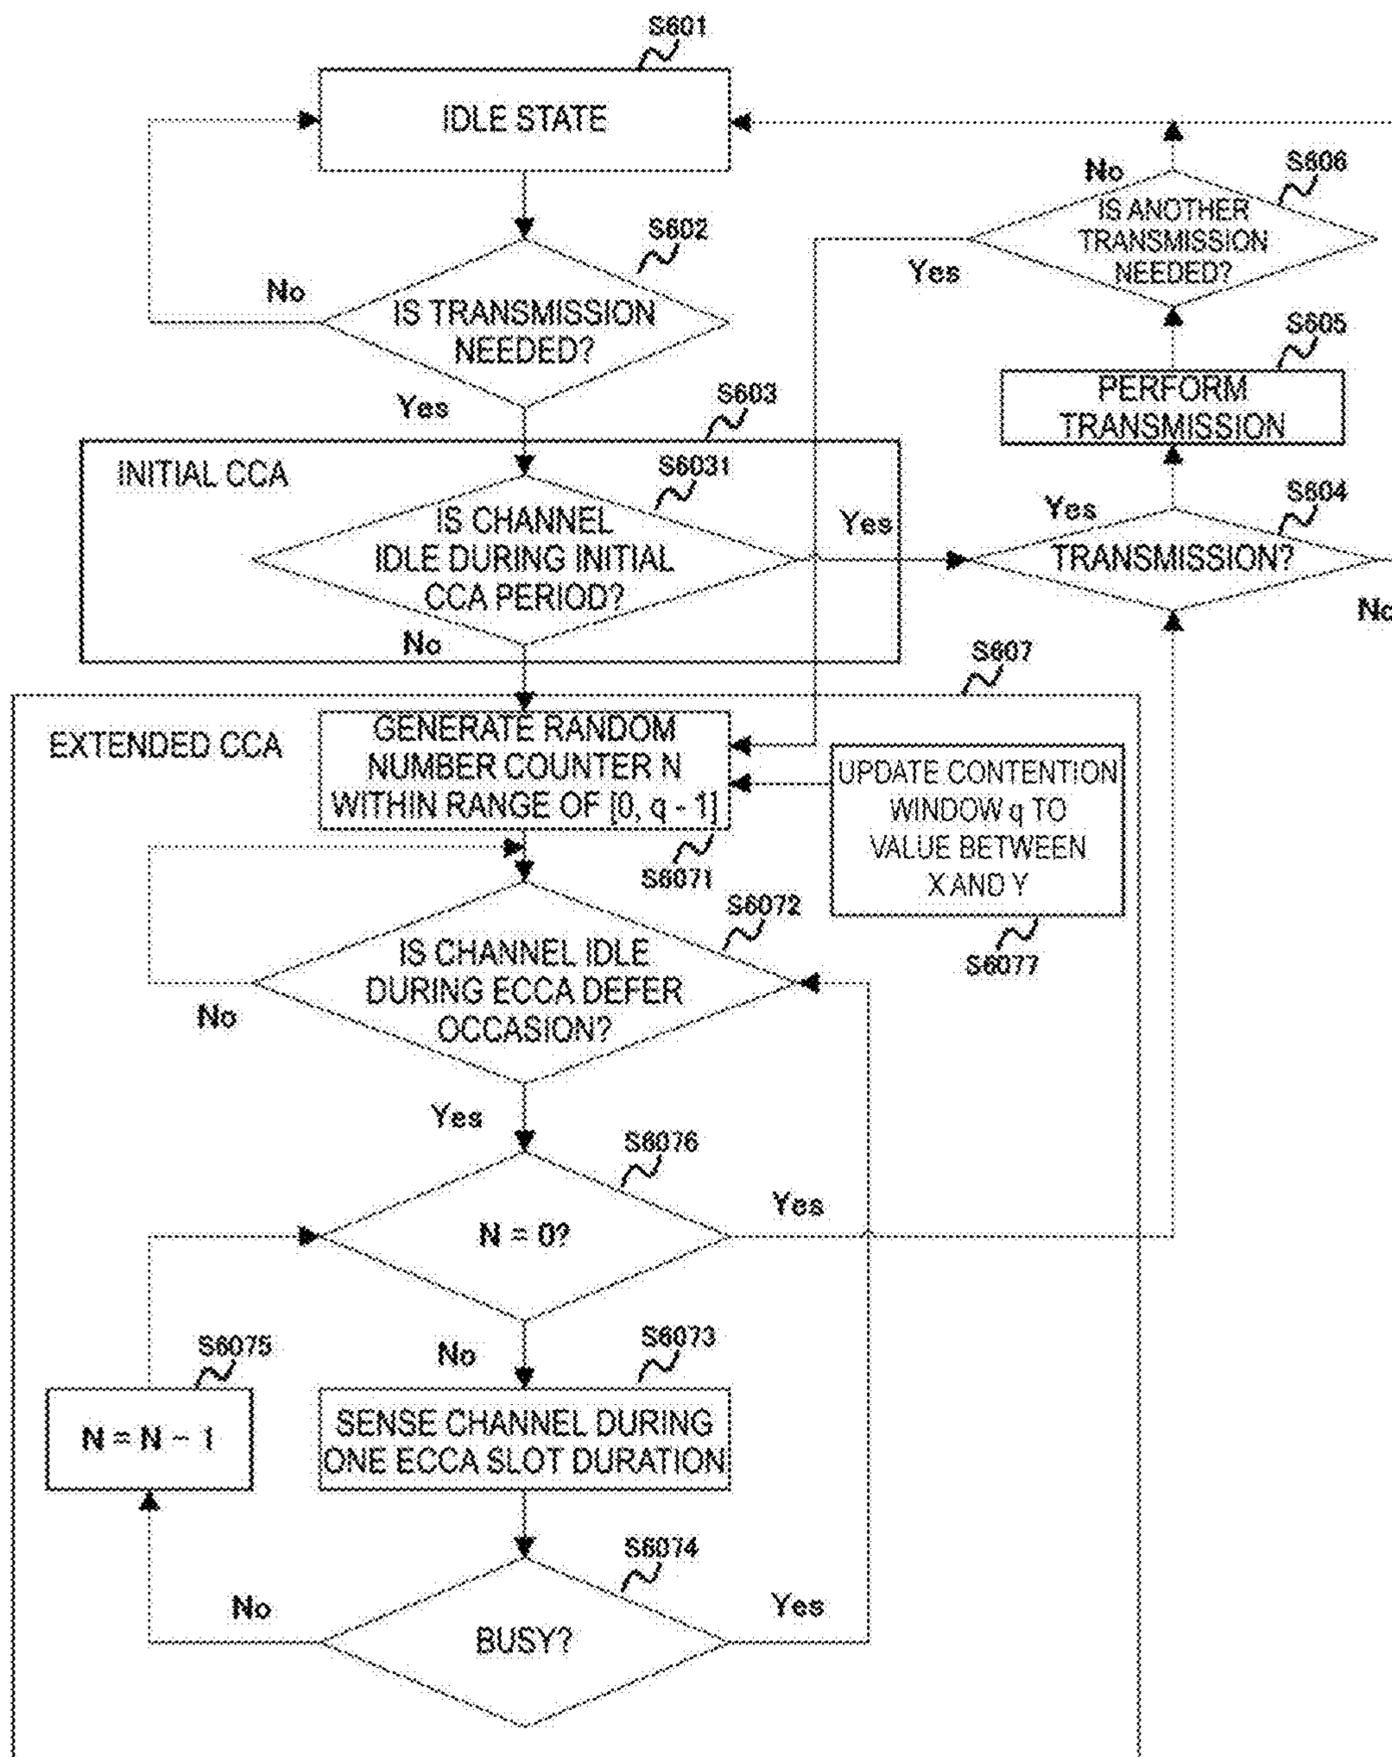 S601
IDLE STATE
S602
No
IS TRANSMISSION
NEEDED?
Yes
S606
No
IS ANOTHER
TRANSMISSION
NEEDED?
Yes
S605
PERFORM
TRANSMISSION
S603
INITIAL CCA
S6031
IS CHANNEL
IDLE DURING INITIAL
CCA PERIOD?
Yes
No
S604
Yes
TRANSMISSION?
No
S607
EXTENDED CCA
GENERATE RANDOM
NUMBER COUNTER N
WITHIN RANGE OF [0, q - 1]
S6071
UPDATE CONTENTION
WINDOW q TO
VALUE BETWEEN
X AND Y
S6077
S6072
IS CHANNEL IDLE
DURING ECCA DEFER
OCCASION?
No
Yes
S6076
N = 0?
Yes
No
S6073
SENSE CHANNEL DURING
ONE ECCA SLOT DURATION
S6075
N = N - 1
S6074
BUSY?
No
Yes